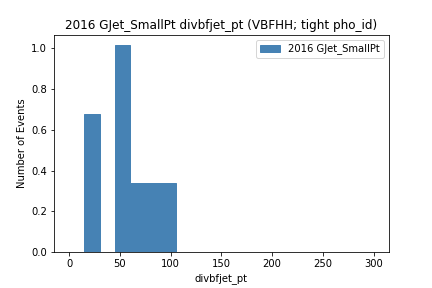 2016 GJet_SmallPt divbfjet_pt (VBFHH; tight pho_id)
2016 GJet_SmallPt
Number of Events
1.0
0.8
0.6
0.4
0.2
0.0
0 50 100 150 200 250 300
divbfjet_pt